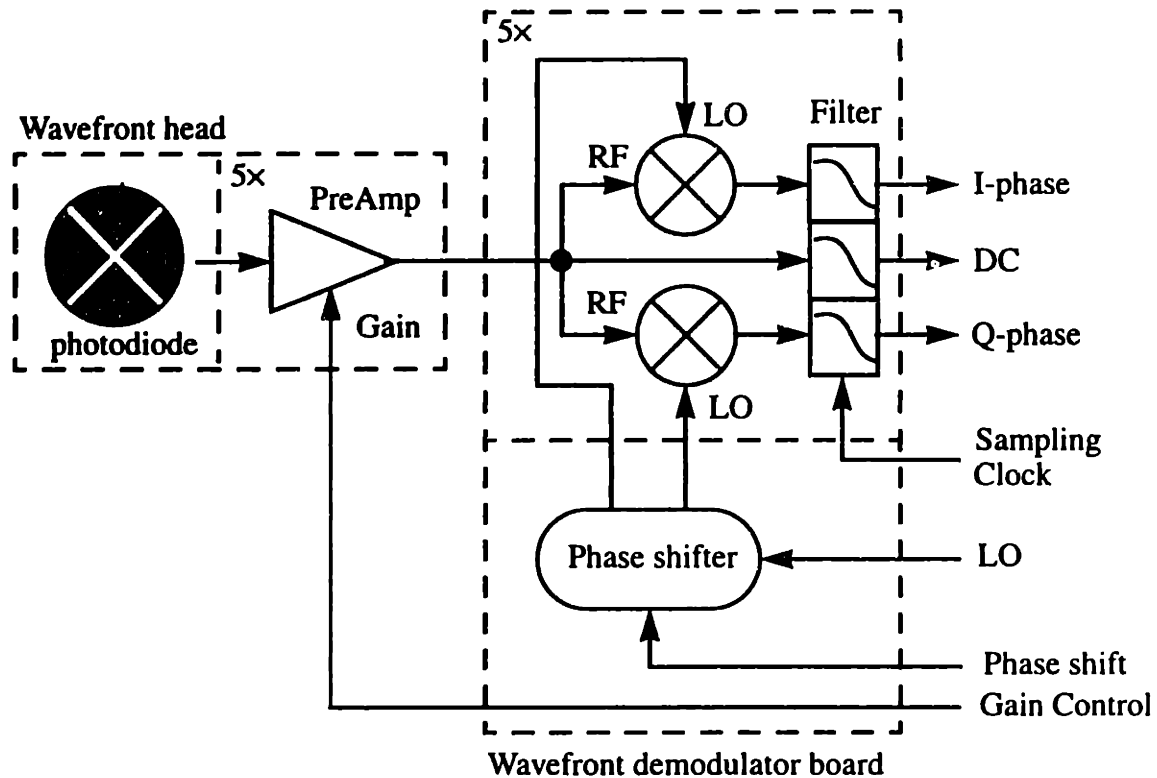 5×
LO
Filter
Wavefront head
5×
RF
PreAmp
I-phase
DC
RF
Gain
Q-phase
photodiode
LO
Sampling
Clock
Phase shifter
LO
Phase shift
Gain Control
Wavefront demodulator board